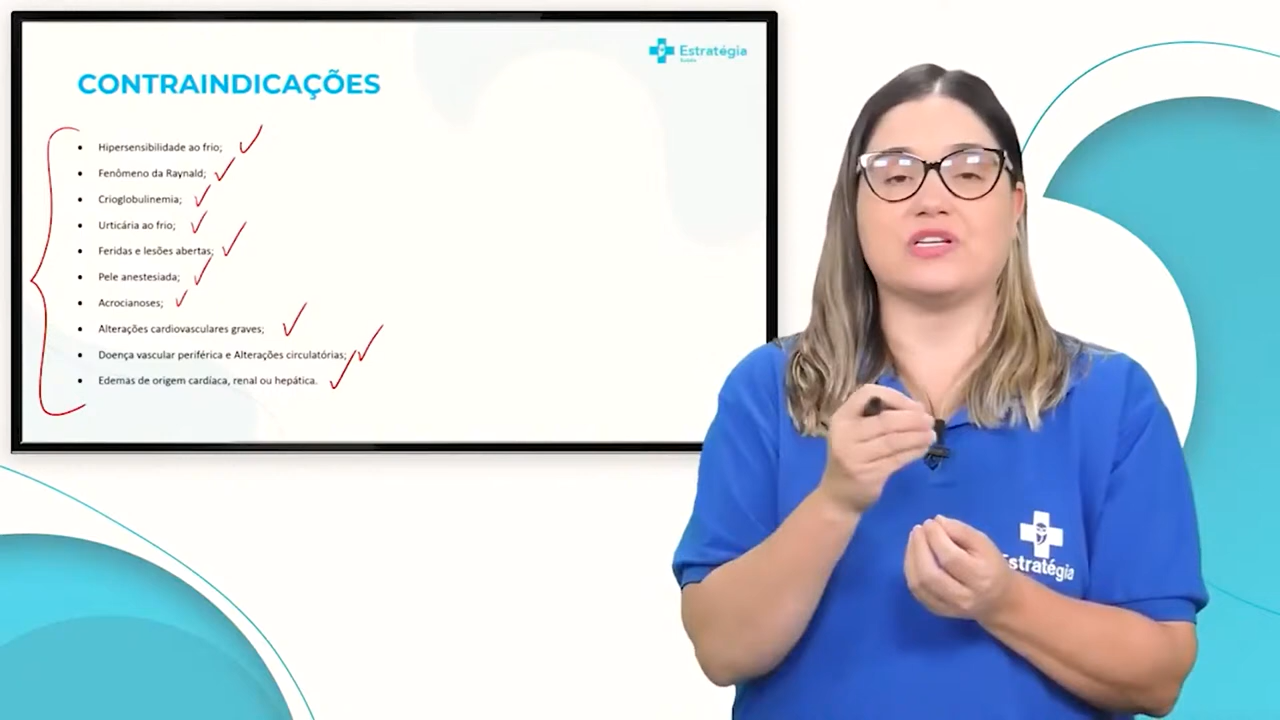 Estratégia
Saúde
CONTRAINDICAÇÕES
• Hipersensibilidade ao frio;
• Fenômeno da Raynald;
• Crioglobulinemia;
• Urticária ao frio;
• Feridas e lesões abertas;
• Pele anestesiada;
• Acrocianoses;
• Alterações cardiovasculares graves;
• Doença vascular periférica e Alterações circulatórias;
• Edemas de origem cardíaca, renal ou hepática.
Estratégia